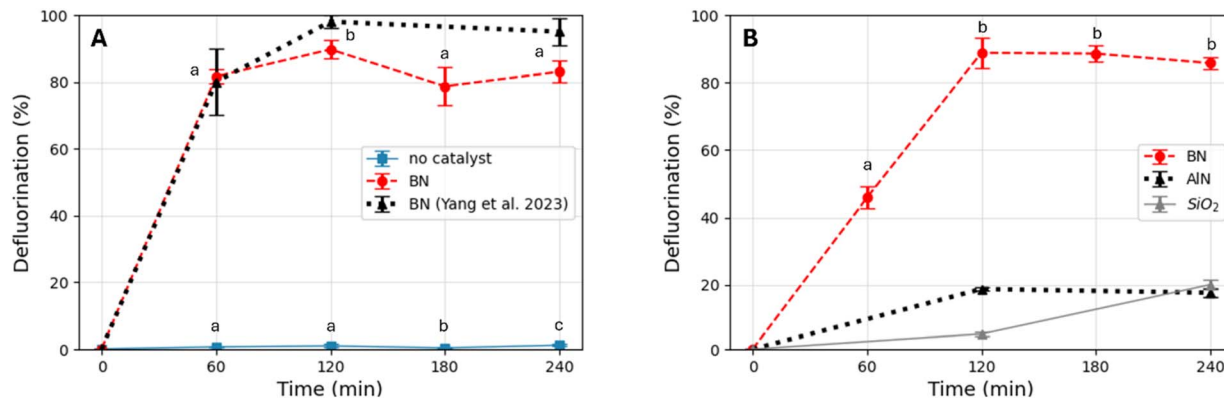 A
Defluorination (%)
100
80
60
40
20
0
a
b
a
a
a
a
b
c
no catalyst
BN
BN (Yang et al. 2023)
0
60
120
180
240
Time (min)
B
Defluorination (%)
100
80
60
40
20
0
a
b
b
b
BN
AlN
SiO₂
0
60
120
180
240
Time (min)